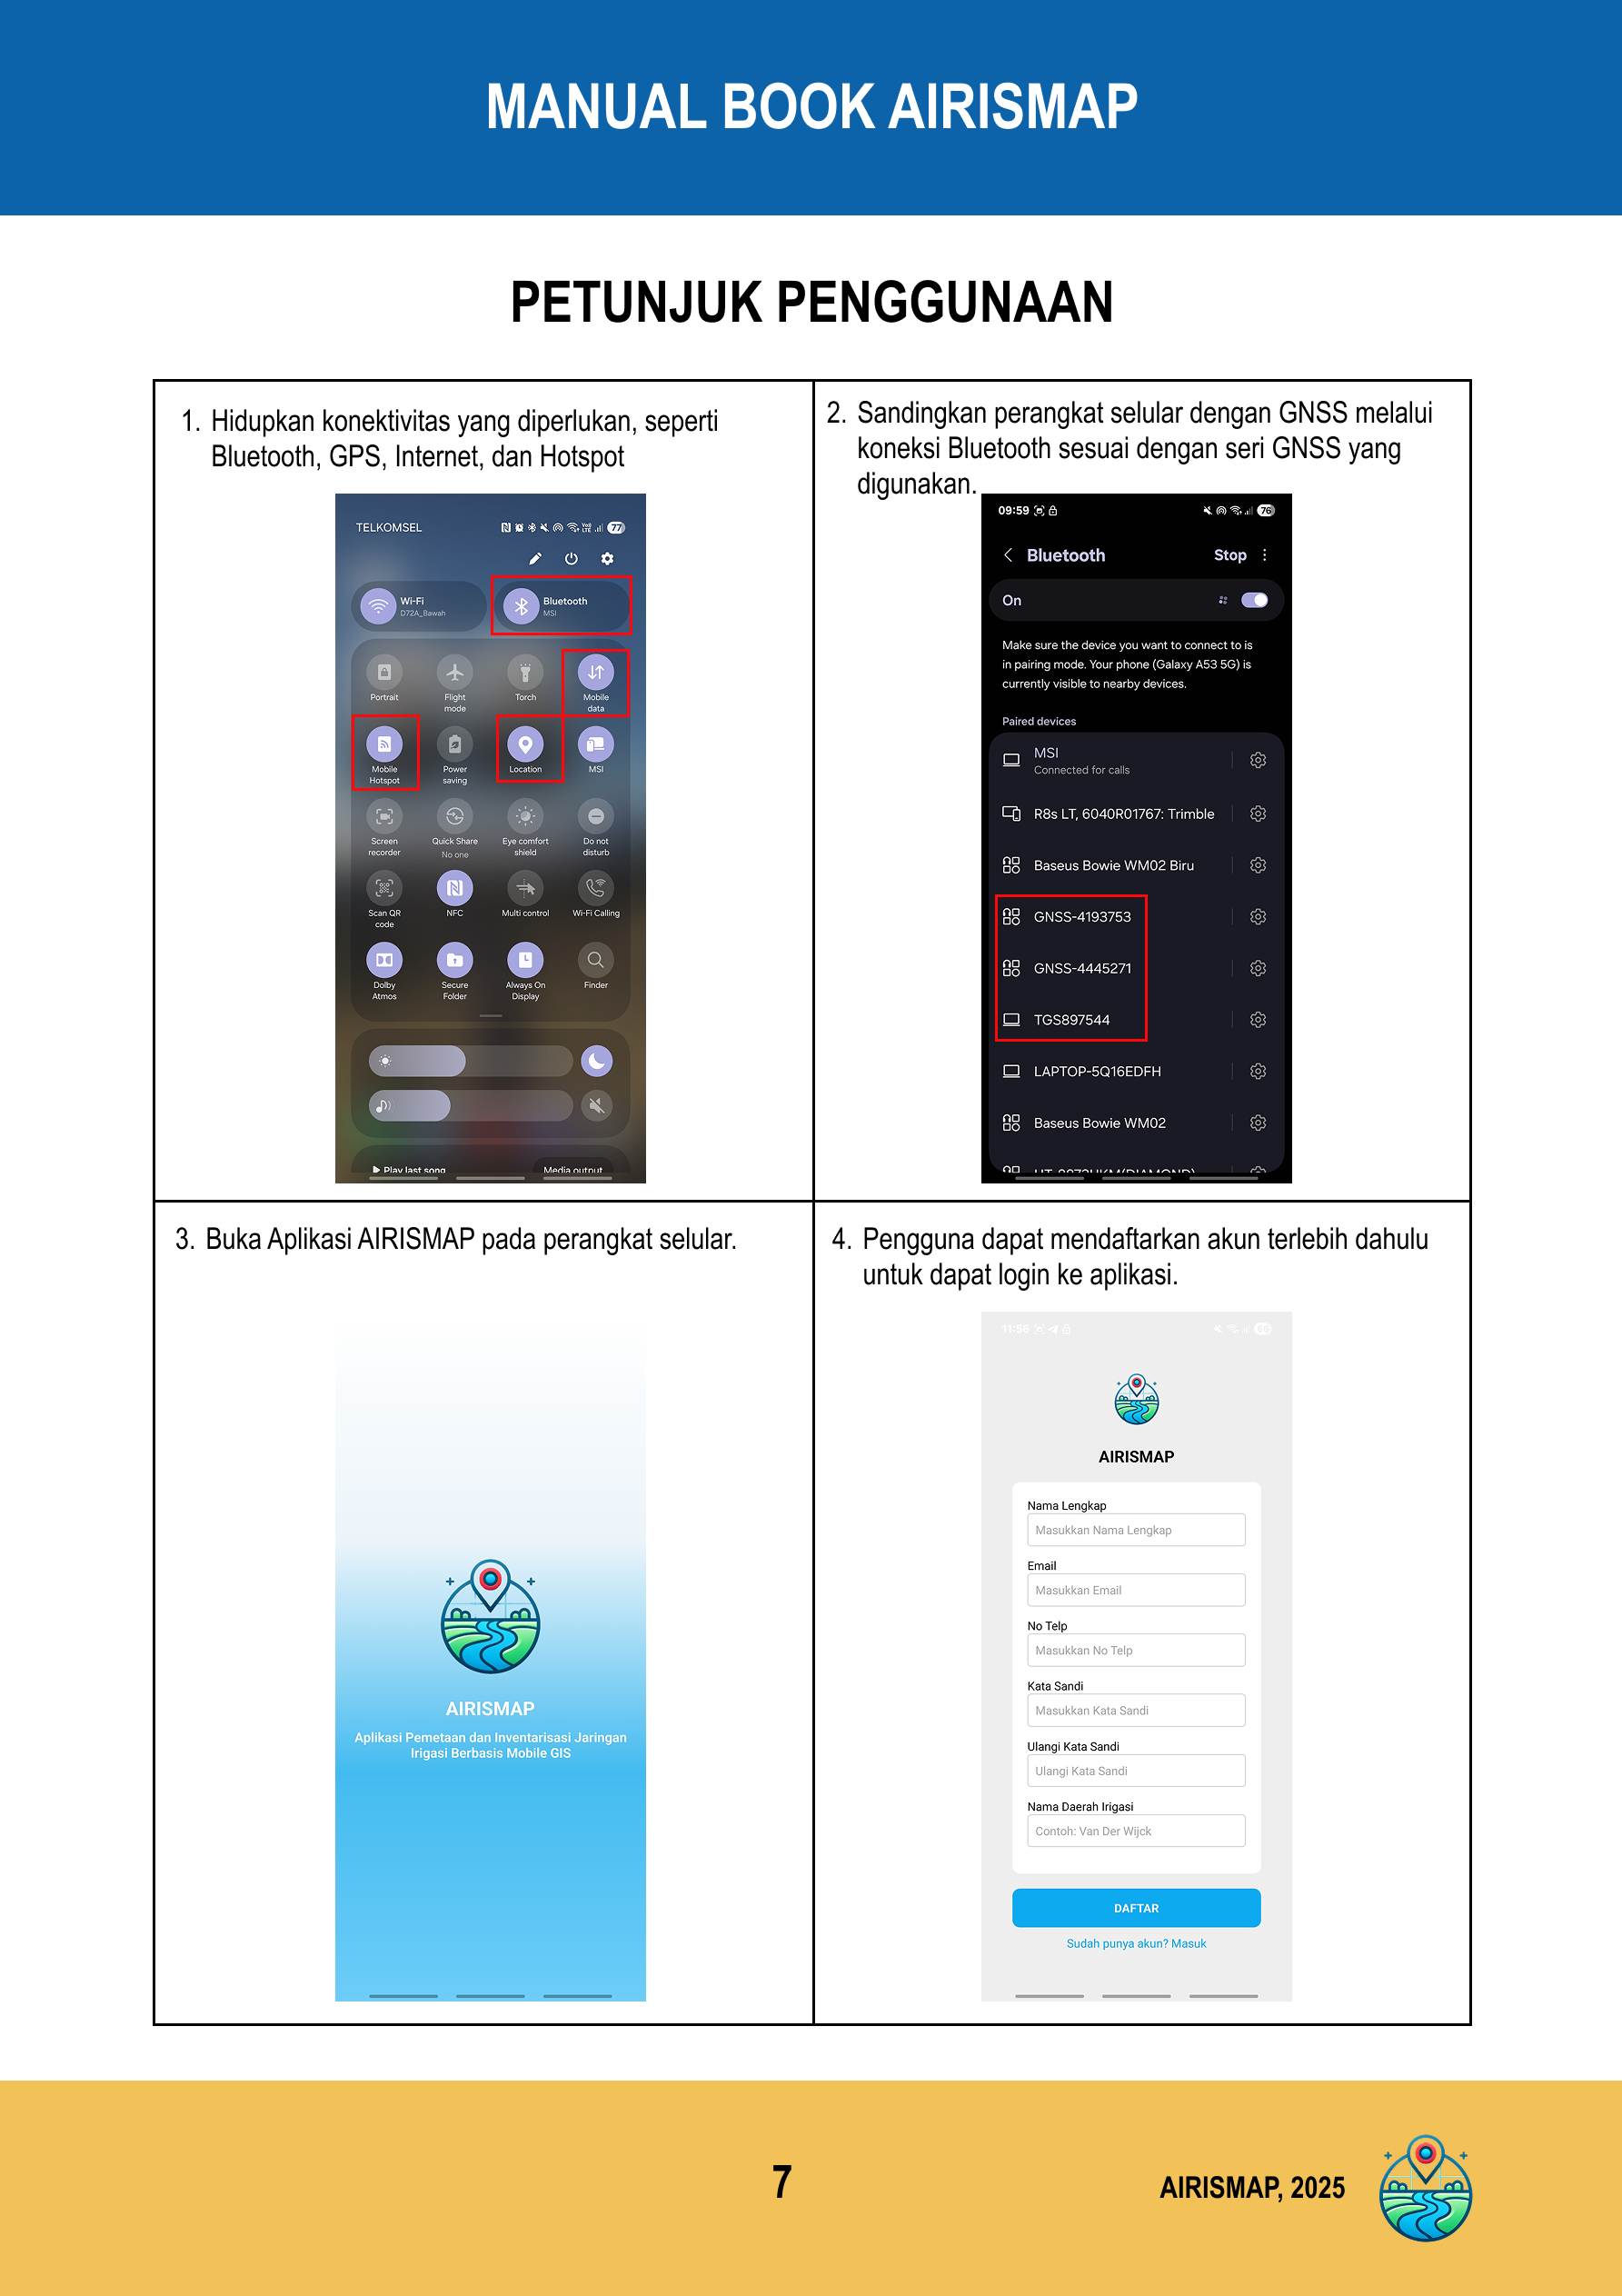 MANUAL BOOK AIRISMAP
PETUNJUK PENGGUNAAN
1. Hidupkan konektivitas yang diperlukan, seperti
Bluetooth, GPS, Internet, dan Hotspot
TELKOMSEL
77
Wi-Fi
D72A_Bawah
Bluetooth
MSI
Portrait
Flight
mode
Torch
Mobile
data
Mobile
Hotspot
Power
saving
Location
MSI
Screen
recorder
Quick Share
No one
Eye comfort
shield
Do not
disturb
Scan QR
code
NFC
Multi control
Wi-Fi Calling
Dolby
Atmos
Secure
Folder
Always On
Display
Finder
Play last song
Media output
2. Sandingkan perangkat selular dengan GNSS melalui
koneksi Bluetooth sesuai dengan seri GNSS yang
digunakan.
09:59
76
Bluetooth
Stop
On
Make sure the device you want to connect to is
in pairing mode. Your phone (Galaxy A53 5G) is
currently visible to nearby devices.
Paired devices
MSI
Connected for calls
R8s LT, 6040R01767: Trimble
Baseus Bowie WM02 Biru
GNSS-4193753
GNSS-4445271
TGS897544
LAPTOP-5Q16EDFH
Baseus Bowie WM02
3. Buka Aplikasi AIRISMAP pada perangkat selular.
AIRISMAP
Aplikasi Pemetaan dan Inventarisasi Jaringan
Irigasi Berbasis Mobile GIS
4. Pengguna dapat mendaftarkan akun terlebih dahulu
untuk dapat login ke aplikasi.
11:56
AIRISMAP
Nama Lengkap
Masukkan Nama Lengkap
Email
Masukkan Email
No Telp
Masukkan No Telp
Kata Sandi
Masukkan Kata Sandi
Ulangi Kata Sandi
Ulangi Kata Sandi
Nama Daerah Irigasi
Contoh: Van Der Wijck
DAFTAR
Sudah punya akun? Masuk
7
AIRISMAP, 2025